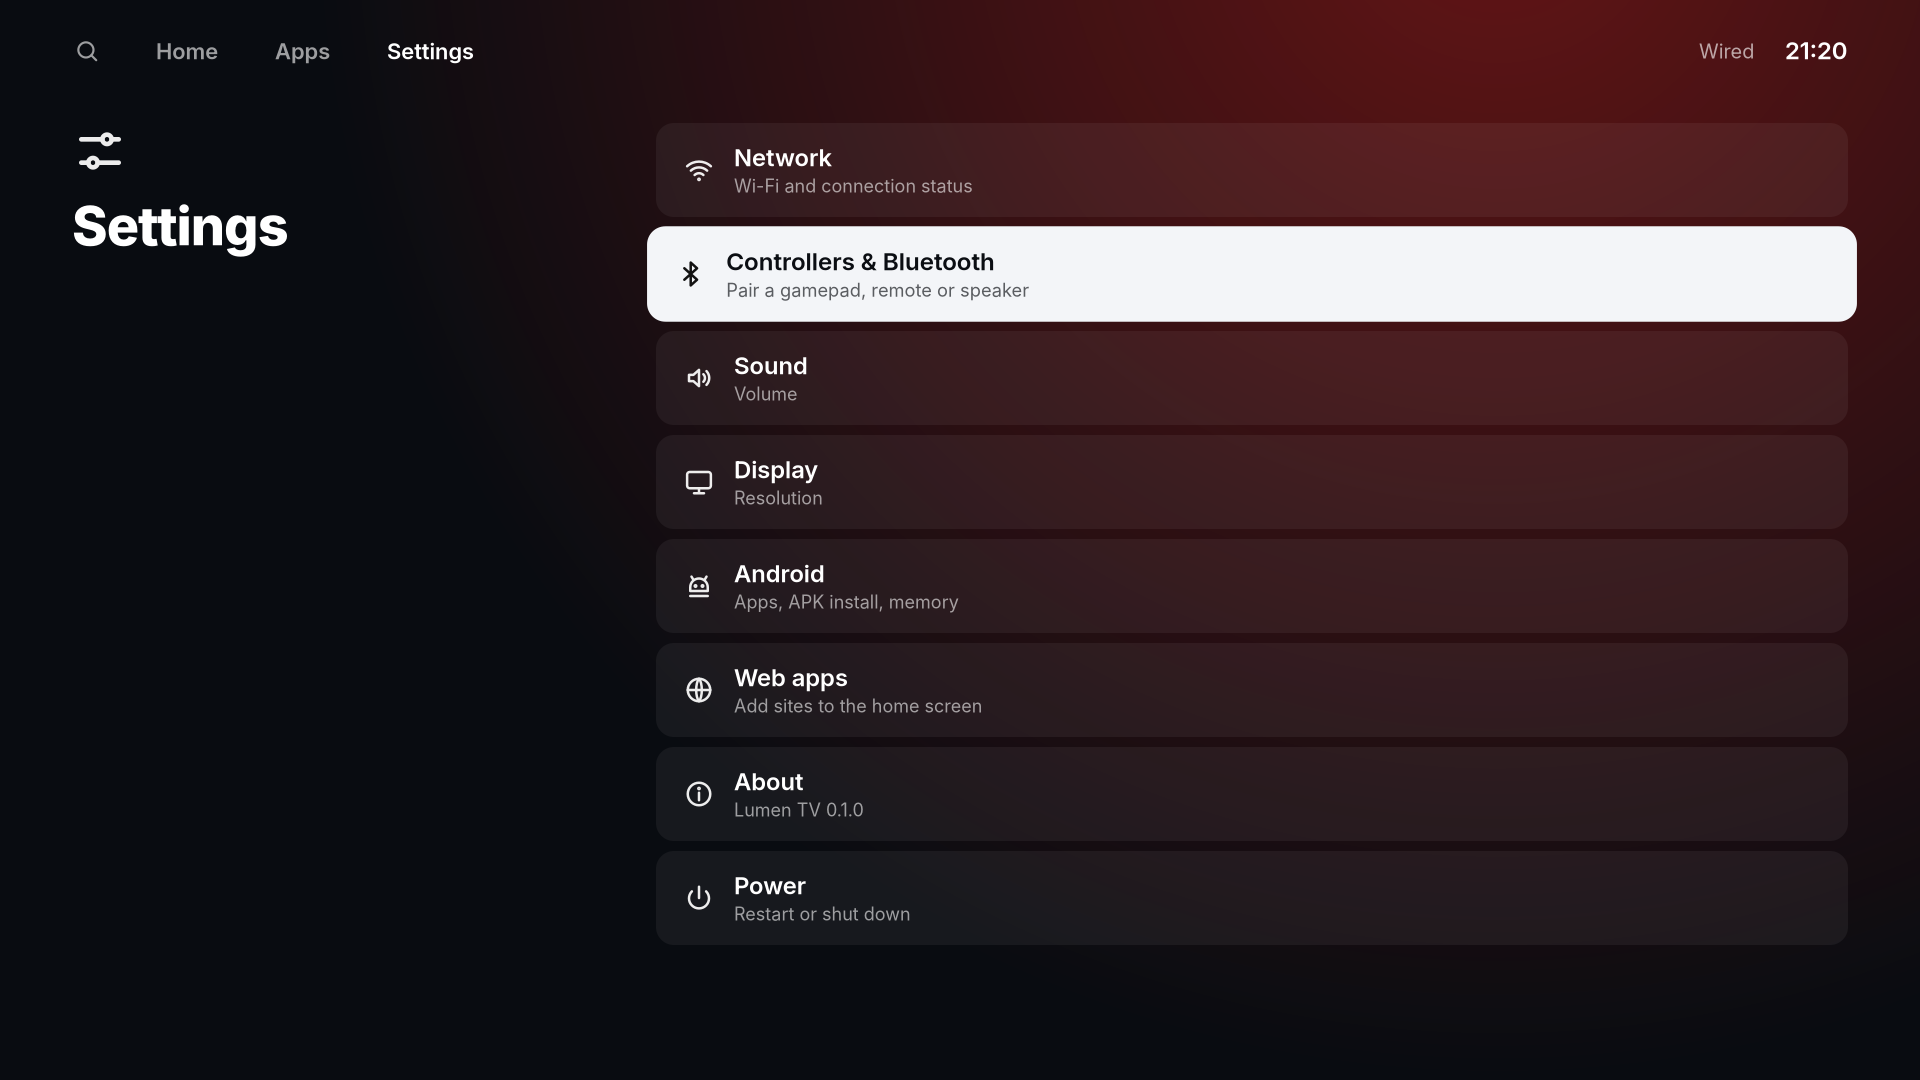 Home
Apps
Settings
Wired
21:20
Settings
Network
Wi-Fi and connection status
Controllers & Bluetooth
Pair a gamepad, remote or speaker
Sound
Volume
Display
Resolution
Android
Apps, APK install, memory
Web apps
Add sites to the home screen
About
Lumen TV 0.1.0
Power
Restart or shut down